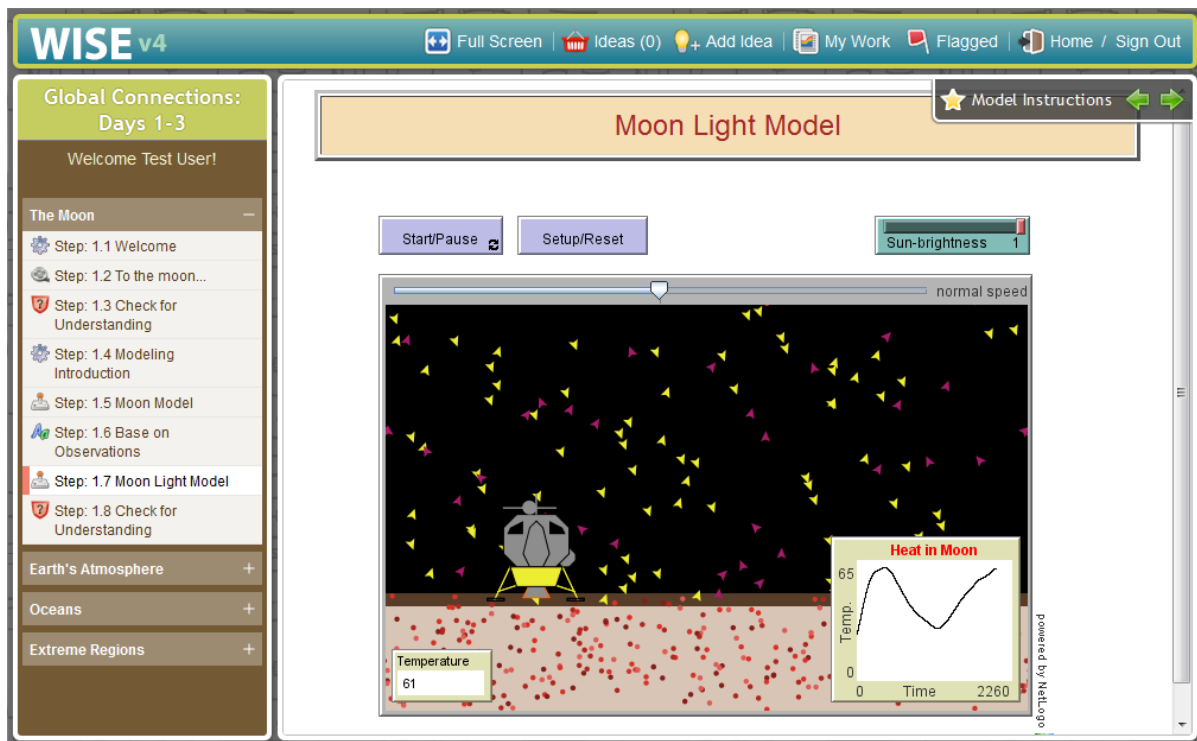 WISE v4
Full Screen | Ideas (0) Add Idea | My Work Flagged | Home / Sign Out
Global Connections:
Days 1-3
Welcome Test User!
The Moon
Step: 1.1 Welcome
Step: 1.2 To the moon...
Step: 1.3 Check for
Understanding
Step: 1.4 Modeling
Introduction
Step: 1.5 Moon Model
Step: 1.6 Base on
Observations
Step: 1.7 Moon Light Model
Step: 1.8 Check for
Understanding
Earth's Atmosphere
Oceans
Extreme Regions
Model Instructions
Moon Light Model
Start/Pause
Setup/Reset
Sun-brightness 1
normal speed
Temperature
61
Heat in Moon
65
Temp.
0
0 Time 2260
powered by NetLogo